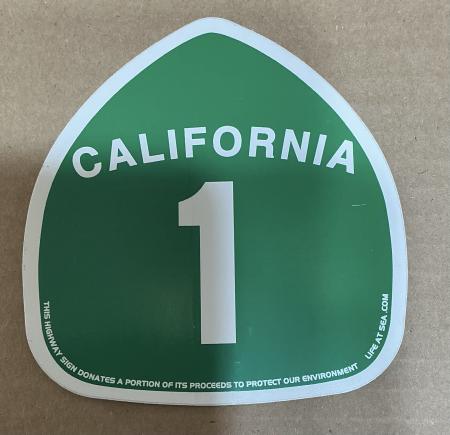 CALIFORNIA
1
THIS HIGHWAY SIGN DONATES A PORTION OF ITS PROCEEDS TO PROTECT OUR ENVIRONMENT LIFE AT SEA.COM